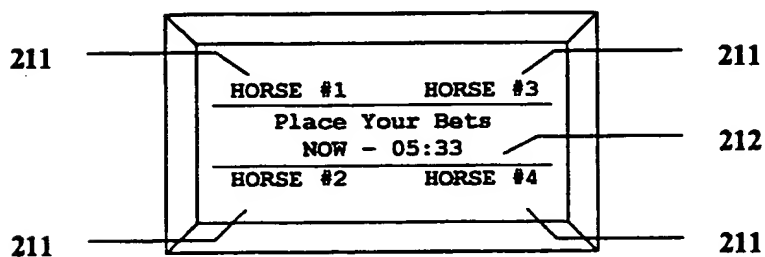 211 211
HORSE #1 HORSE #3
Place Your Bets
NOW - 05:33 212
HORSE #2 HORSE #4
211 211